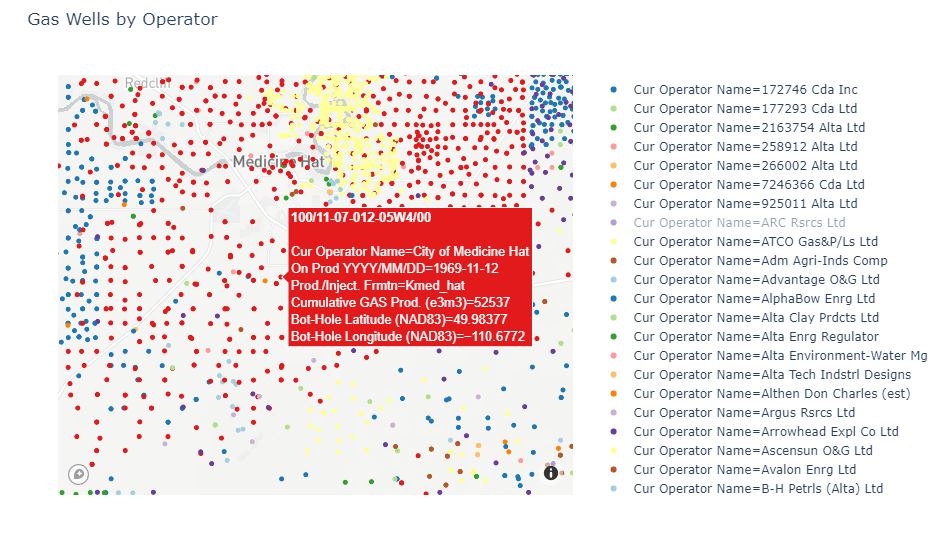 Gas Wells by Operator
Redcliff
Medicine Hat
100/11-07-012-05W4/00
Cur Operator Name=City of Medicine Hat
On Prod YYYY/MM/DD=1969-11-12
Prod./Inject. Frmtn=Kmed_hat
Cumulative GAS Prod. (e3m3)=52537
Bot-Hole Latitude (NAD83)=49.98377
Bot-Hole Longitude (NAD83)=−110.6772
Cur Operator Name=172746 Cda Inc
Cur Operator Name=177293 Cda Ltd
Cur Operator Name=2163754 Alta Ltd
Cur Operator Name=258912 Alta Ltd
Cur Operator Name=266002 Alta Ltd
Cur Operator Name=7246366 Cda Ltd
Cur Operator Name=925011 Alta Ltd
Cur Operator Name=ARC Rsrcs Ltd
Cur Operator Name=ATCO Gas&P/Ls Ltd
Cur Operator Name=Adm Agri-Inds Comp
Cur Operator Name=Advantage O&G Ltd
Cur Operator Name=AlphaBow Enrg Ltd
Cur Operator Name=Alta Clay Prdcts Ltd
Cur Operator Name=Alta Enrg Regulator
Cur Operator Name=Alta Environment-Water Mg
Cur Operator Name=Alta Tech Indstrl Designs
Cur Operator Name=Althen Don Charles (est)
Cur Operator Name=Argus Rsrcs Ltd
Cur Operator Name=Arrowhead Expl Co Ltd
Cur Operator Name=Ascensun O&G Ltd
Cur Operator Name=Avalon Enrg Ltd
Cur Operator Name=B-H Petrls (Alta) Ltd